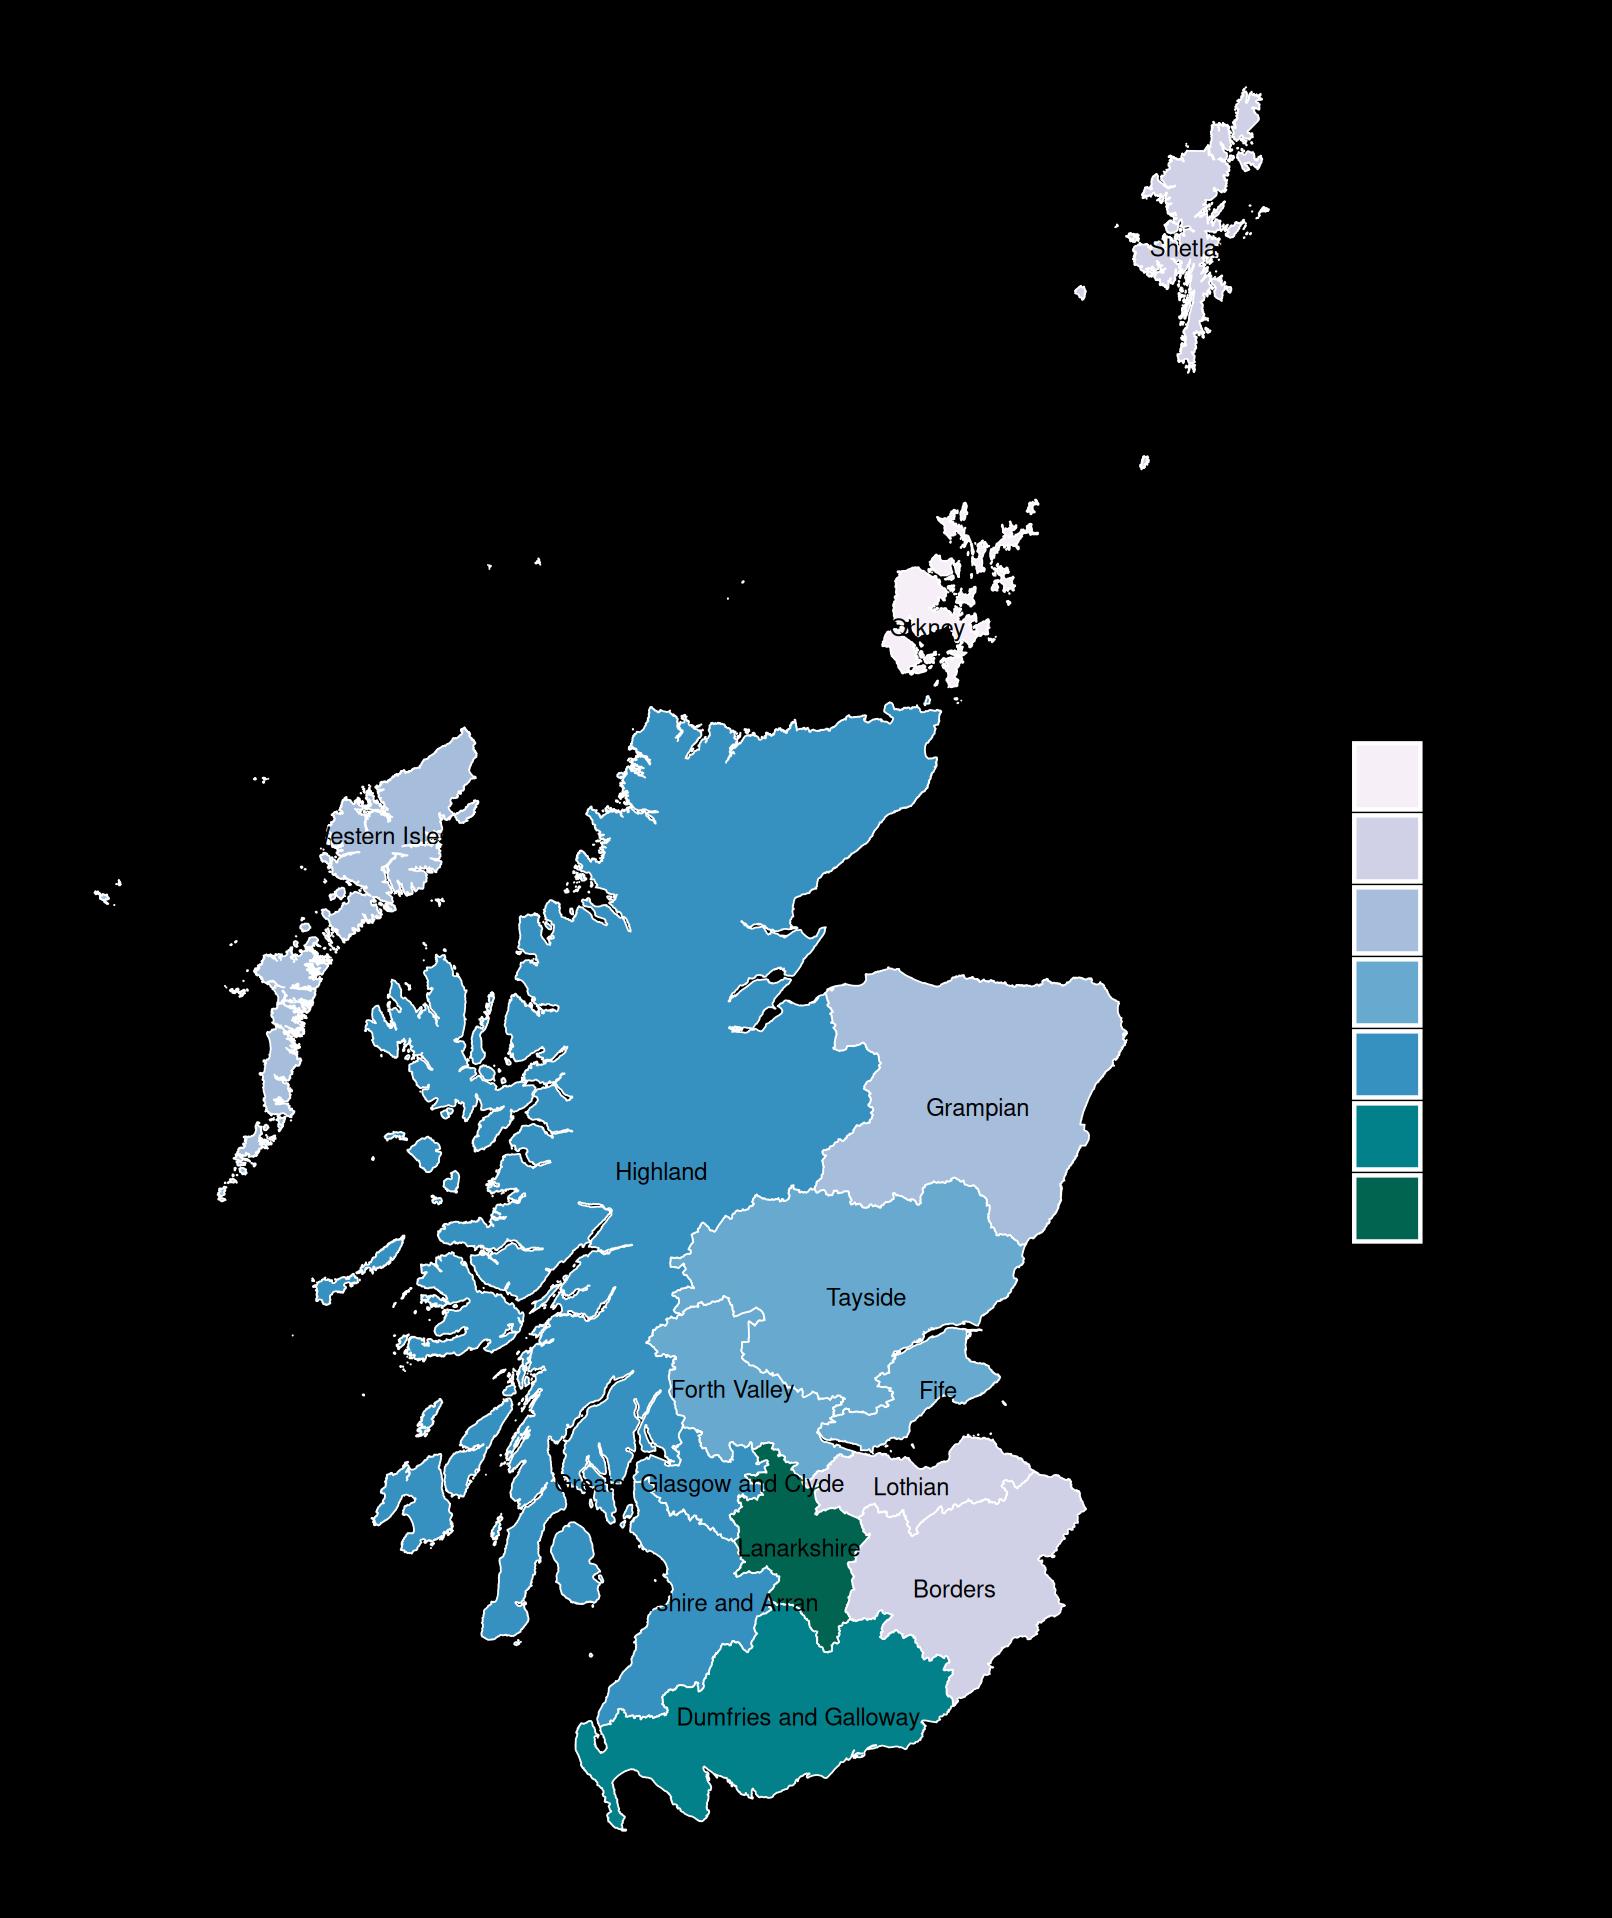 Shetla
Orkney
estern Isles
Grampian
Highland
Tayside
Forth Valley
Fife
Greater Glasgow and Clyde
Lothian
Lanarkshire
Borders
shire and Arran
Dumfries and Galloway